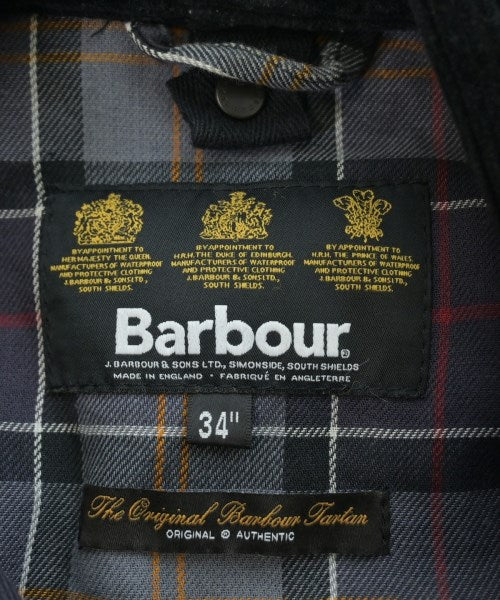 BY APPOINTMENT TO
HER MAJESTY THE QUEEN.
MANUFACTURERS OF WATERPROOF
AND PROTECTIVE CLOTHING
J.BARBOUR & SONS LTD.,
SOUTH SHIELDS.
BY APPOINTMENT TO
H.R.H. THE DUKE OF EDINBURGH.
MANUFACTURERS OF WATERPROOF
AND PROTECTIVE CLOTHING
J.BARBOUR & SONS LTD.,
SOUTH SHIELDS.
BY APPOINTMENT TO
H.R.H. THE PRINCE OF WALES.
MANUFACTURERS OF WATERPROOF
AND PROTECTIVE CLOTHING
J.BARBOUR & SONS LTD.,
SOUTH SHIELDS.
Barbour®
J. BARBOUR & SONS LTD., SIMONSIDE, SOUTH SHIELDS
MADE IN ENGLAND • FABRIQUÉ EN ANGLETERRE
34"
The Original Barbour Tartan
ORIGINAL & AUTHENTIC